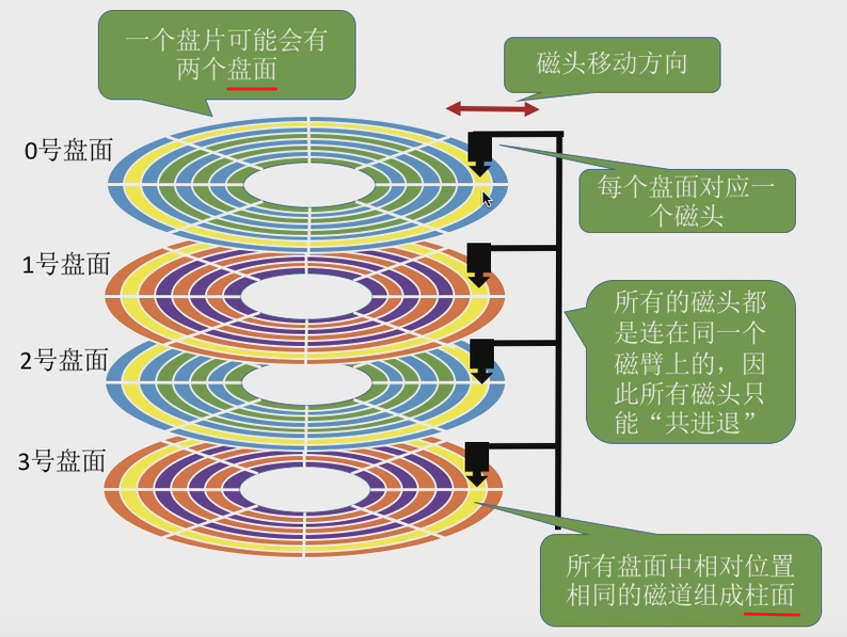 一个盘片可能会有
两个盘面
磁头移动方向
0号盘面
每个盘面对应一
个磁头
1号盘面
所有的磁头都
是连在同一个
磁臂上的，因
此所有磁头只
能“共进退”
2号盘面
3号盘面
所有盘面中相对位置
相同的磁道组成柱面